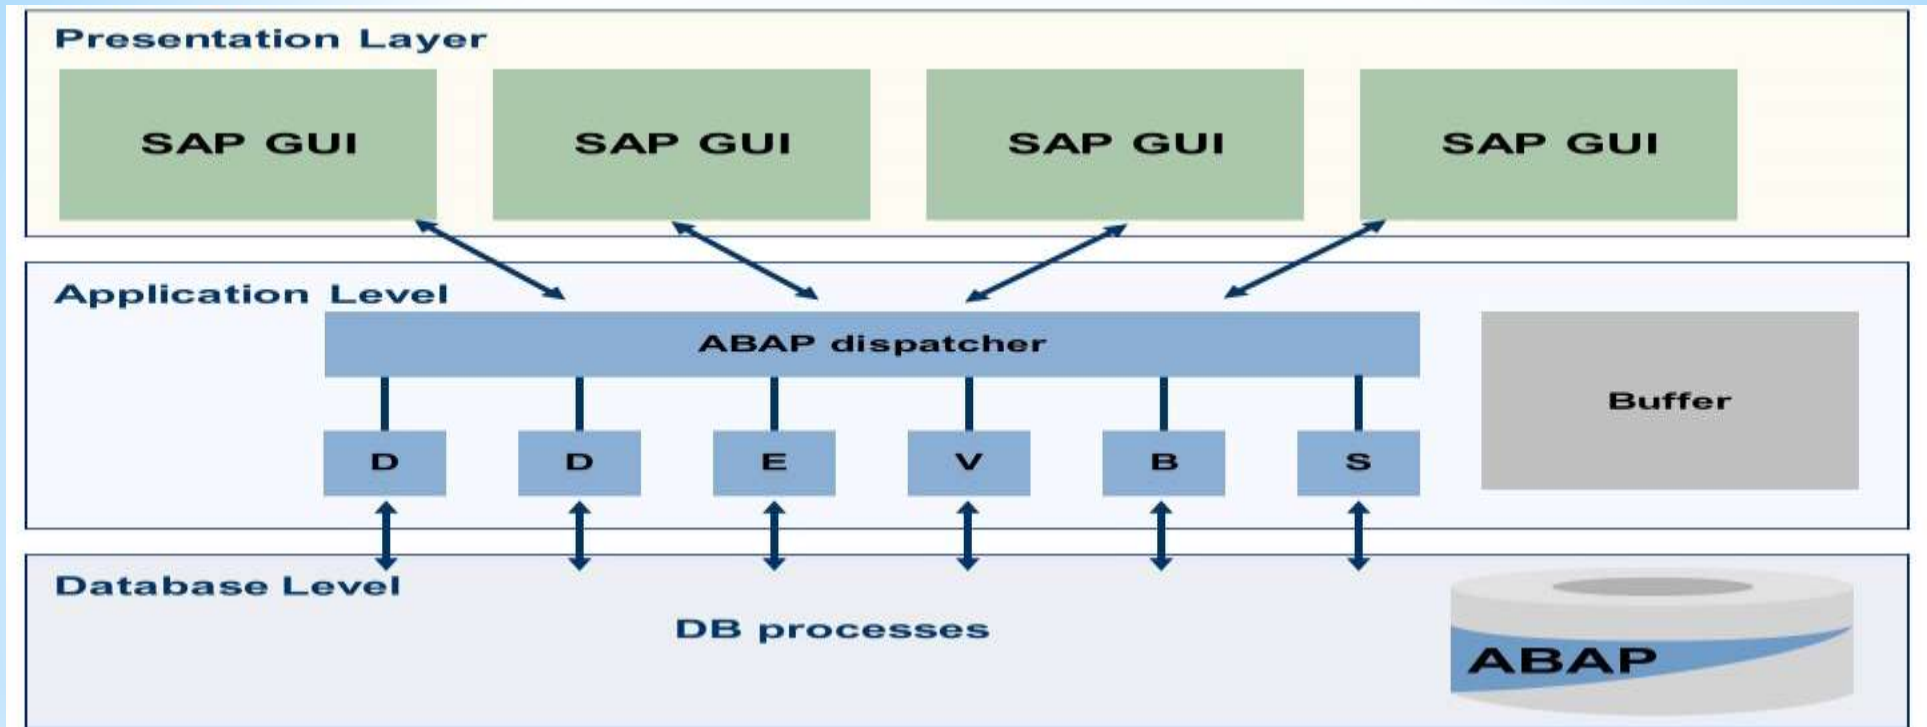 Presentation Layer
SAP GUI SAP GUI SAP GUI SAP GUI
Application Level
ABAP dispatcher
Buffer
D D E V B S
Database Level
DB processes
ABAP